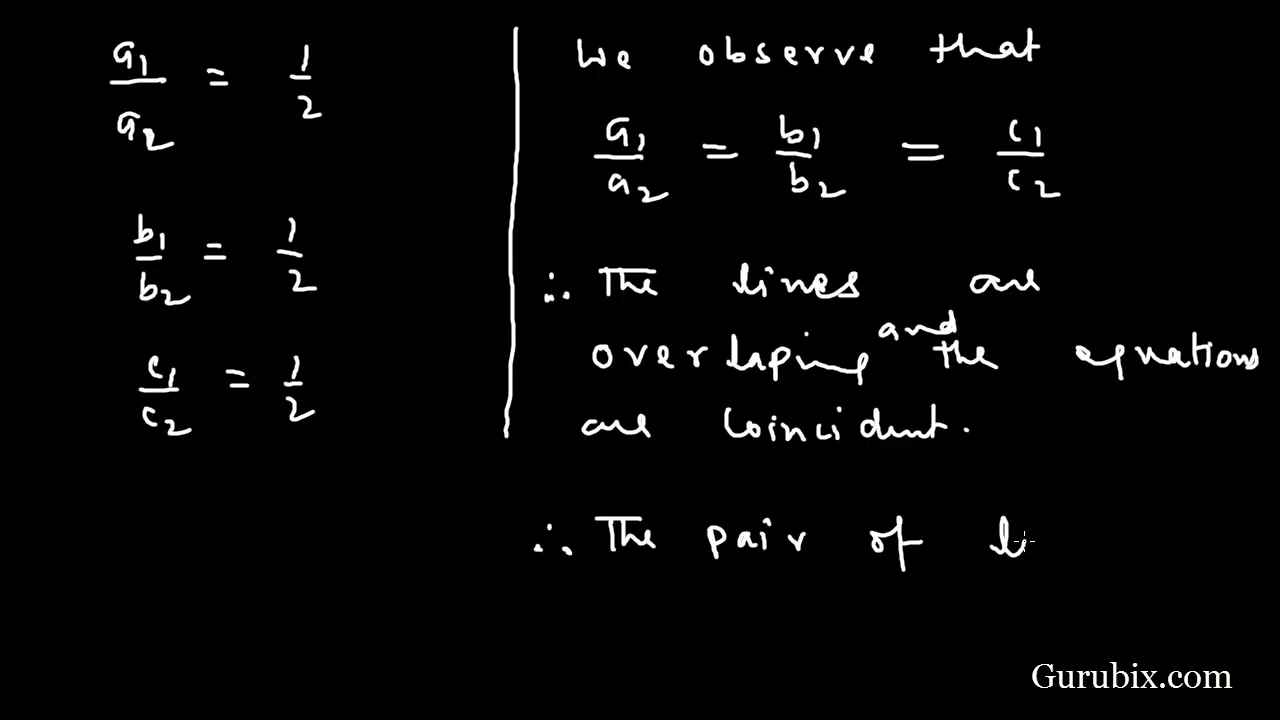 a₁/a₂ = 1/2
b₁/b₂ = 1/2
c₁/c₂ = 1/2
We observe that
a₁/a₂ = b₁/b₂ = c₁/c₂
∴ The lines are
overlaping and the equations
are coincident.
∴ The pair of
Gurubix.com